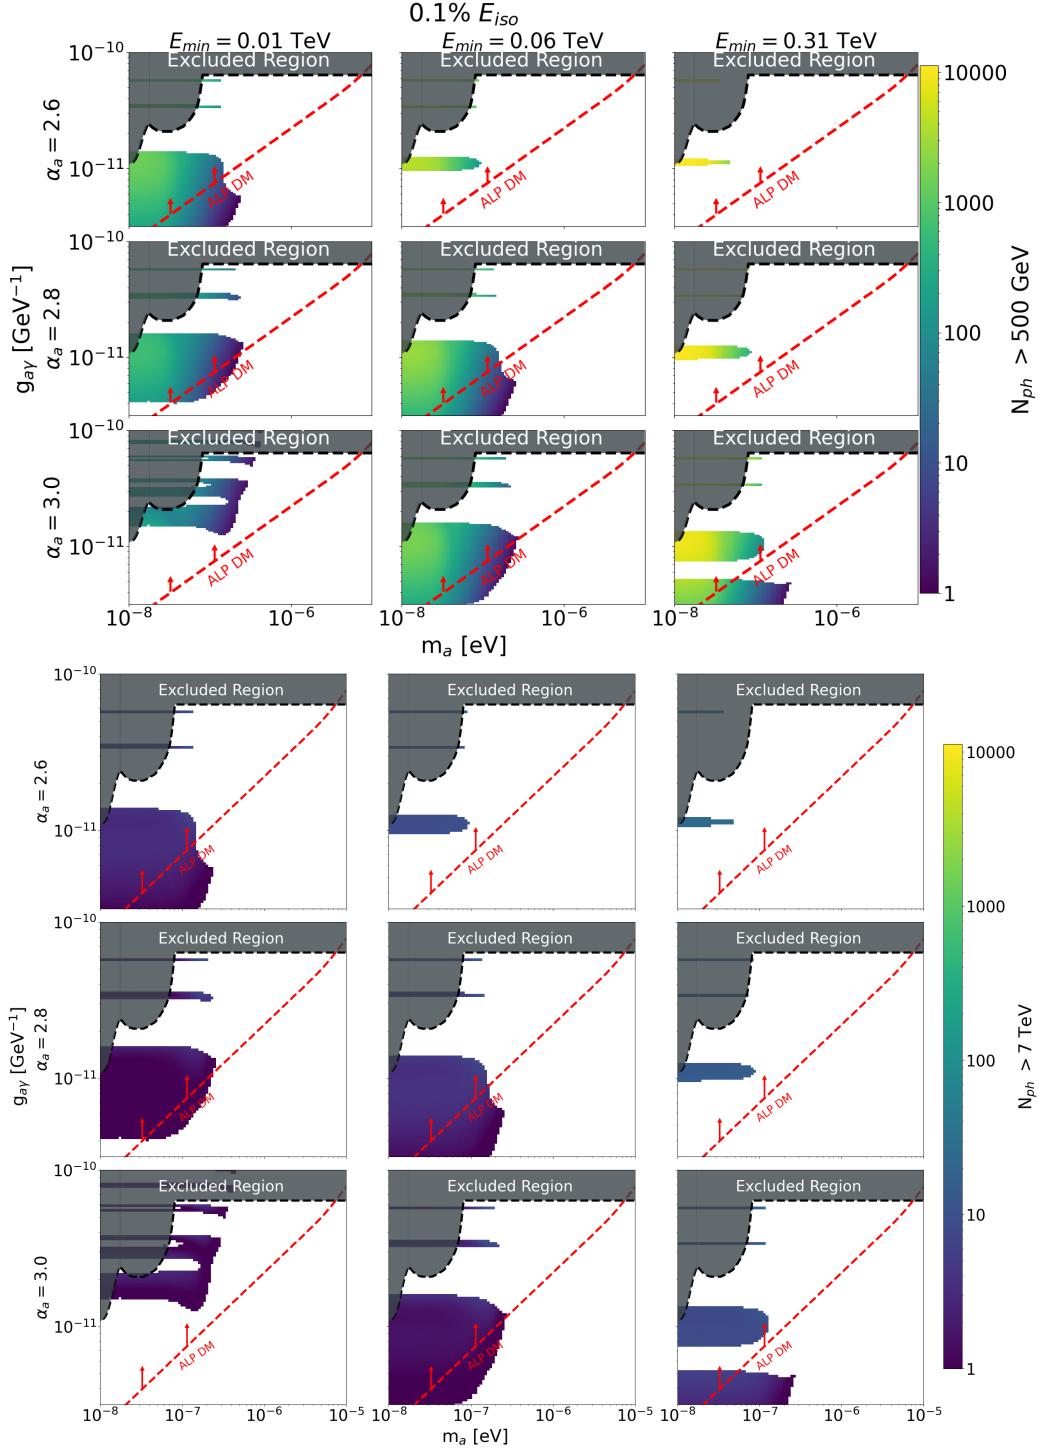 0.1% E_iso
E_min = 0.01 TeV E_min = 0.06 TeV E_min = 0.31 TeV
10⁻¹⁰ Excluded Region Excluded Region Excluded Region
α_a = 2.6
10⁻¹¹
ALP DM ALP DM ALP DM
10⁻¹⁰ Excluded Region Excluded Region Excluded Region
g_aγ [GeV⁻¹]
α_a = 2.8
10⁻¹¹
ALP DM ALP DM ALP DM
10⁻¹⁰ Excluded Region Excluded Region Excluded Region
α_a = 3.0
10⁻¹¹
ALP DM ALP DM ALP DM
10⁻⁸ 10⁻⁶ 10⁻⁸ 10⁻⁶ 10⁻⁸ 10⁻⁶
m_a [eV]
10000
1000
100
10
1
N_ph > 500 GeV
10⁻¹⁰ Excluded Region Excluded Region Excluded Region
α_a = 2.6
10⁻¹¹
ALP DM ALP DM ALP DM
10⁻¹⁰ Excluded Region Excluded Region Excluded Region
g_aγ [GeV⁻¹]
α_a = 2.8
10⁻¹¹
ALP DM ALP DM ALP DM
10⁻¹⁰ Excluded Region Excluded Region Excluded Region
α_a = 3.0
10⁻¹¹
ALP DM ALP DM ALP DM
10⁻⁸ 10⁻⁷ 10⁻⁶ 10⁻⁵ 10⁻⁸ 10⁻⁷ 10⁻⁶ 10⁻⁵ 10⁻⁸ 10⁻⁷ 10⁻⁶ 10⁻⁵
m_a [eV]
10000
1000
100
10
1
N_ph > 7 TeV